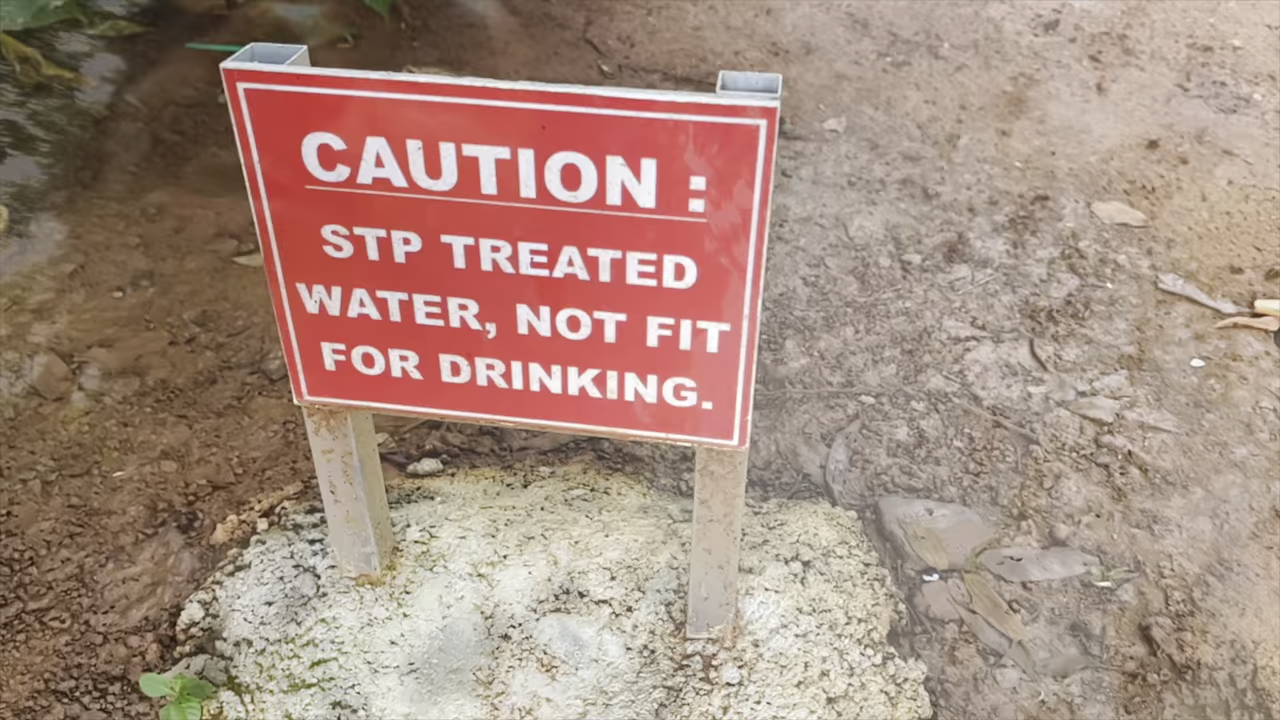 CAUTION :
STP TREATED
WATER, NOT FIT
FOR DRINKING.